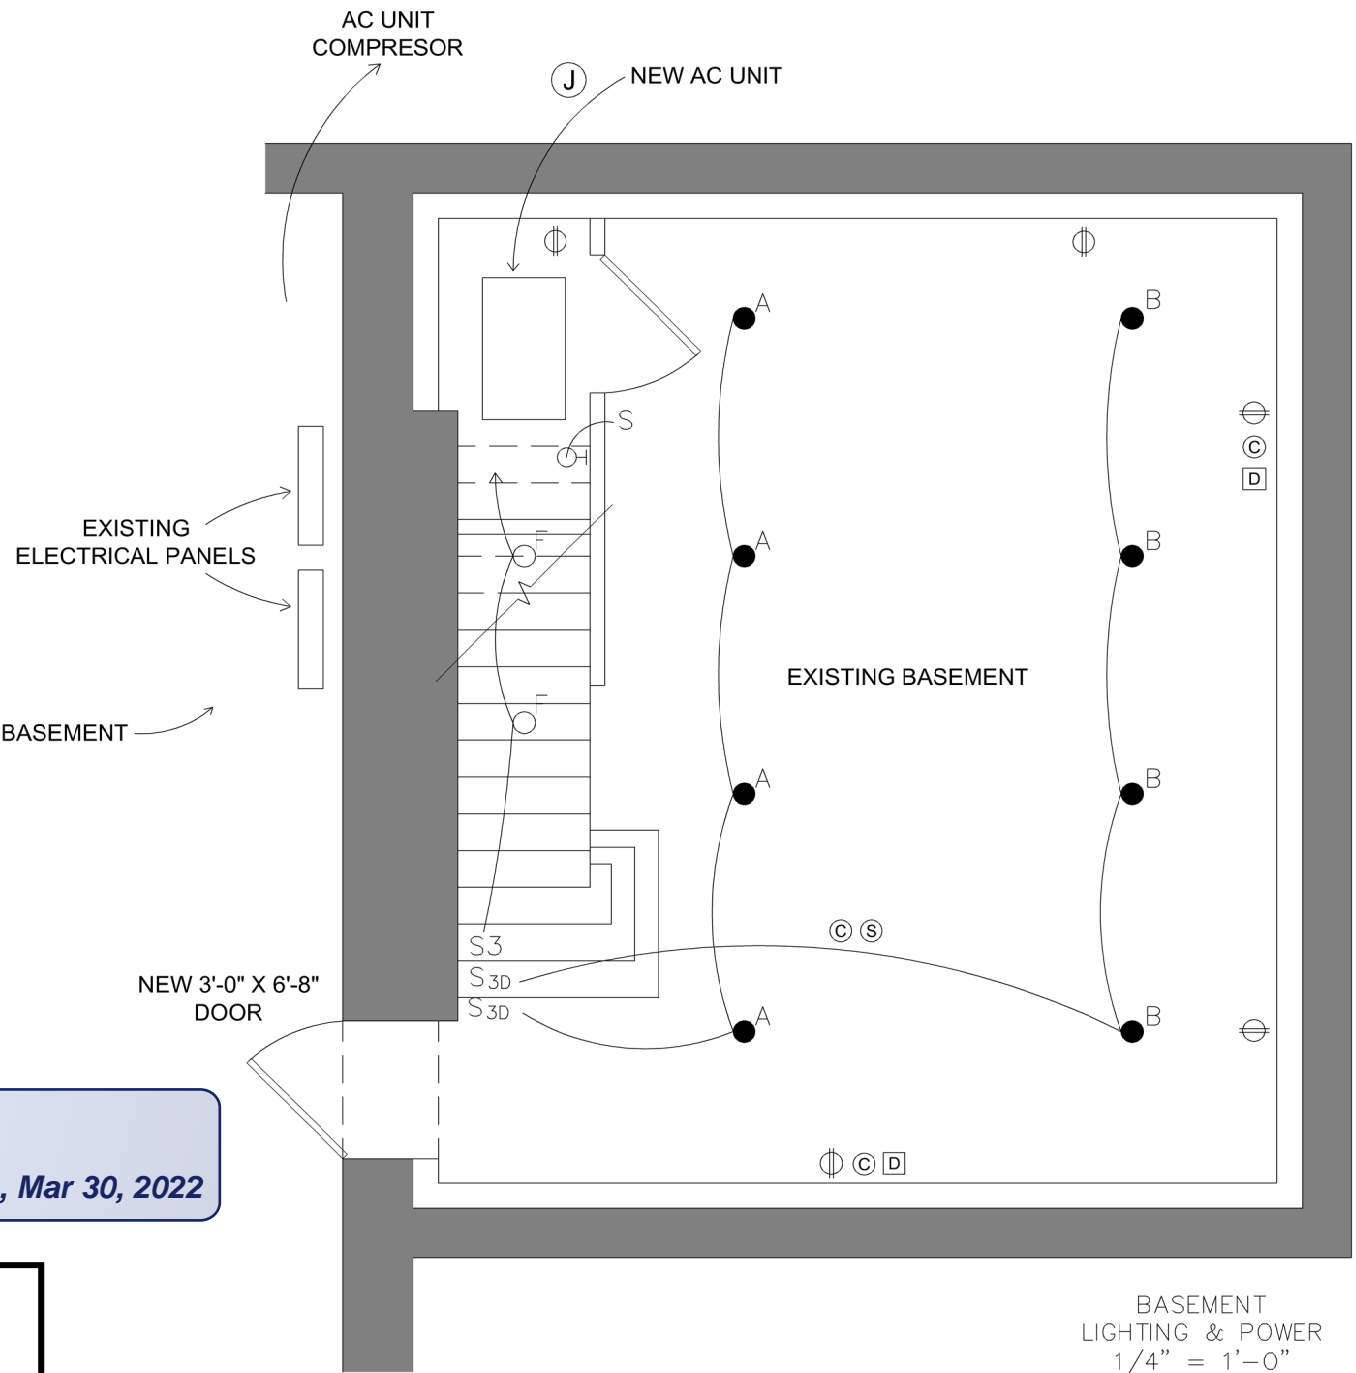 AC UNIT
COMPRESOR
J
NEW AC UNIT
A
B
S
C
D
EXISTING
ELECTRICAL PANELS
F
A
B
EXISTING BASEMENT
F
BASEMENT
A
B
C S
S3
S3D
S3D
NEW 3'-0" X 6'-8"
DOOR
A
B
C D
, Mar 30, 2022
BASEMENT
LIGHTING & POWER
1/4" = 1'-0"